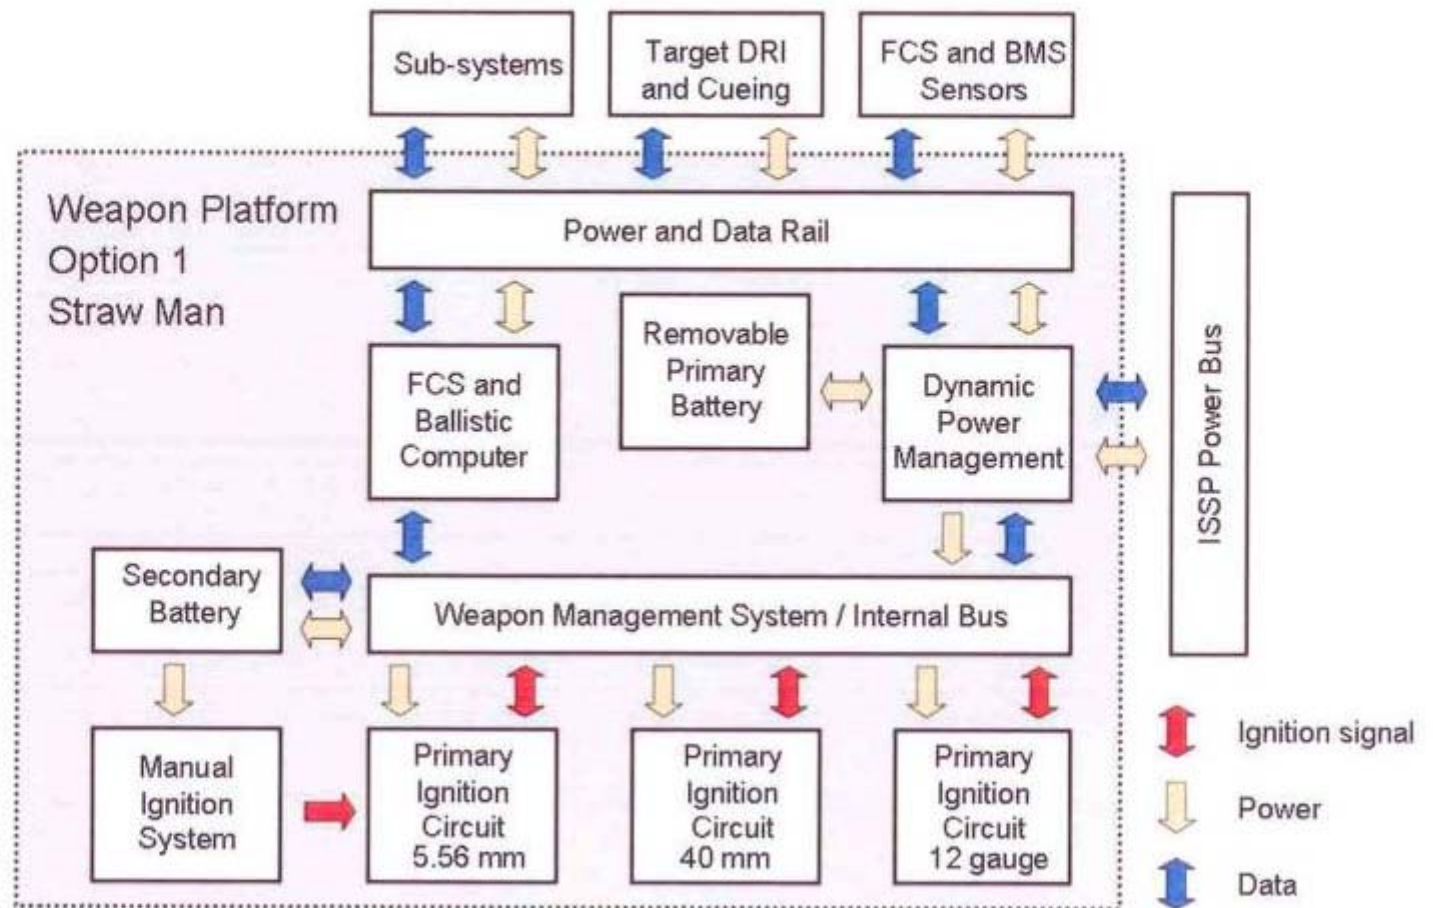 Sub-systems
Target DRI
and Cueing
FCS and BMS
Sensors
Weapon Platform
Option 1
Straw Man
Power and Data Rail
FCS and
Ballistic
Computer
Removable
Primary
Battery
Dynamic
Power
Management
ISSP Power Bus
Secondary
Battery
Weapon Management System / Internal Bus
Manual
Ignition
System
Primary
Ignition
Circuit
5.56 mm
Primary
Ignition
Circuit
40 mm
Primary
Ignition
Circuit
12 gauge
Ignition signal
Power
Data